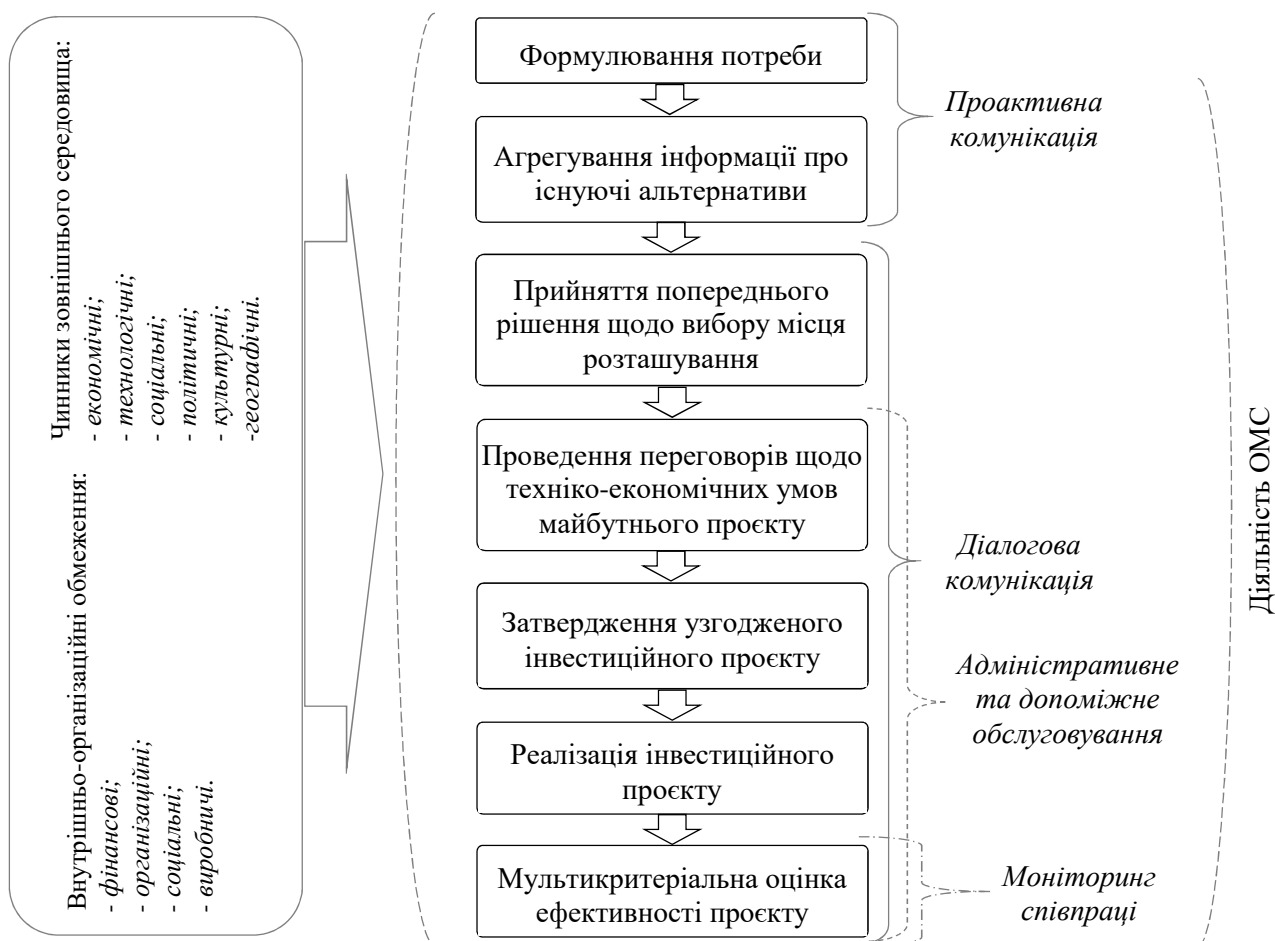 Чинники зовнішнього середовища:
- економічні;
- технологічні;
- соціальні;
- політичні;
- культурні;
-географічні.
Внутрішньо-організаційні обмеження:
- фінансові;
- організаційні;
- соціальні;
- виробничі.
Формулювання потреби
Агрегування інформації про
існуючі альтернативи
Прийняття попереднього
рішення щодо вибору місця
розташування
Проведення переговорів щодо
техніко-економічних умов
майбутнього проєкту
Затвердження узгодженого
інвестиційного проєкту
Реалізація інвестиційного
проєкту
Мультикритеріальна оцінка
ефективності проєкту
Проактивна
комунікація
Діалогова
комунікація
Адміністративне
та допоміжне
обслуговування
Моніторинг
співпраці
Діяльність ОМС